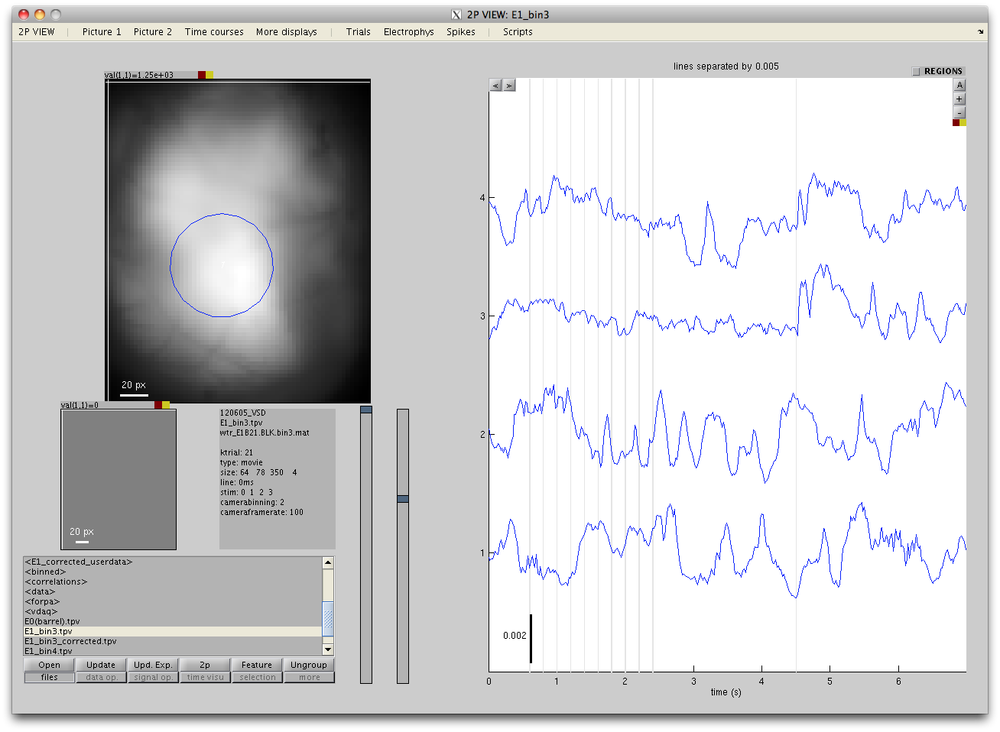 X 2P VIEW: E1_bin3
2P VIEW | Picture 1 Picture 2 Time courses More displays | Trials Electrophys Spikes | Scripts
val(1,1)=1.25e+03
20 px
val(1,1)=0
20 px
120605_VSD
E1_bin3.tpv
wtr_E1B21.BLK.bin3.mat
ktrial: 21
type: movie
size: 64 78 350 4
line: 0ms
stim: 0 1 2 3
camerabinning: 2
cameraframerate: 100
<E1_corrected_userdata>
<binned>
<correlations>
<data>
<forpa>
<vdaq>
E0(barrel).tpv
E1_bin3.tpv
E1_bin3_corrected.tpv
E1_bin4.tpv
Open Update Upd. Exp. 2p Feature Ungroup
files data op. signal op. time visu selection more
lines separated by 0.005
REGIONS
< >
A
+
-
4
3
2
1
0.002
0 1 2 3 4 5 6
time (s)